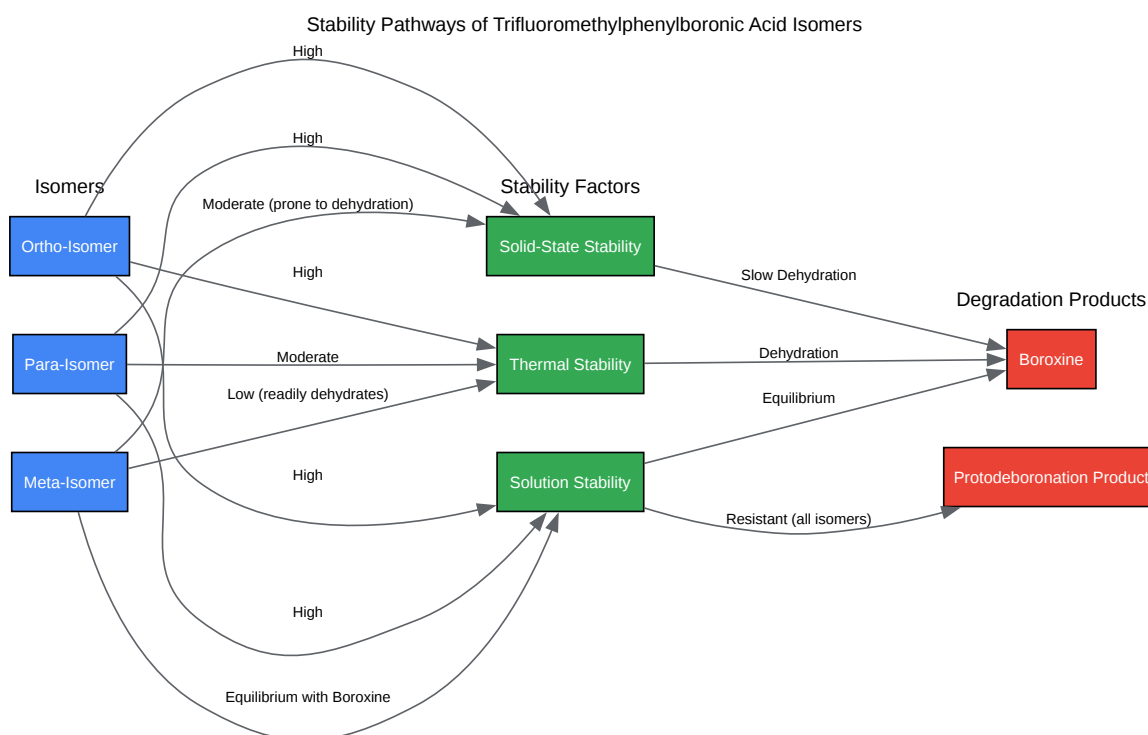 Stability Pathways of Trifluoromethylphenylboronic Acid Isomers
High
High
Isomers
Stability Factors
Moderate (prone to dehydration)
Ortho-Isomer
Solid-State Stability
High
Slow Dehydration
Degradation Products
Para-Isomer
Moderate
Thermal Stability
Dehydration
Boroxine
Low (readily dehydrates)
Equilibrium
Meta-Isomer
High
Solution Stability
Protodeboronation Product
Resistant (all isomers)
High
Equilibrium with Boroxine